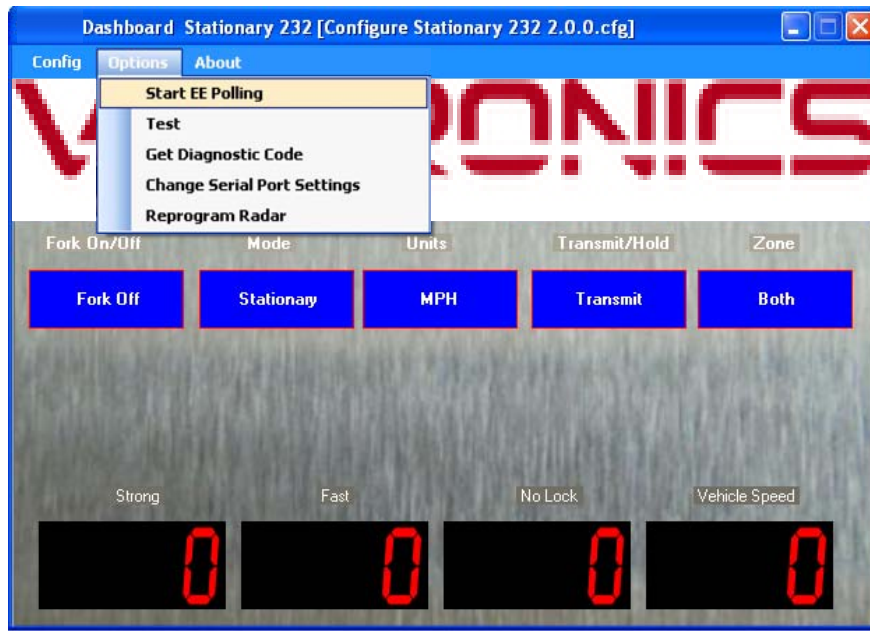 Dashboard Stationary 232 [Configure Stationary 232 2.0.0.cfg]
Config Options About
Start EE Polling
Test
Get Diagnostic Code
Change Serial Port Settings
Reprogram Radar
Fork On/Off Mode Units Transmit/Hold Zone
Fork Off Stationary MPH Transmit Both
Strong Fast No Lock Vehicle Speed
0 0 0 0